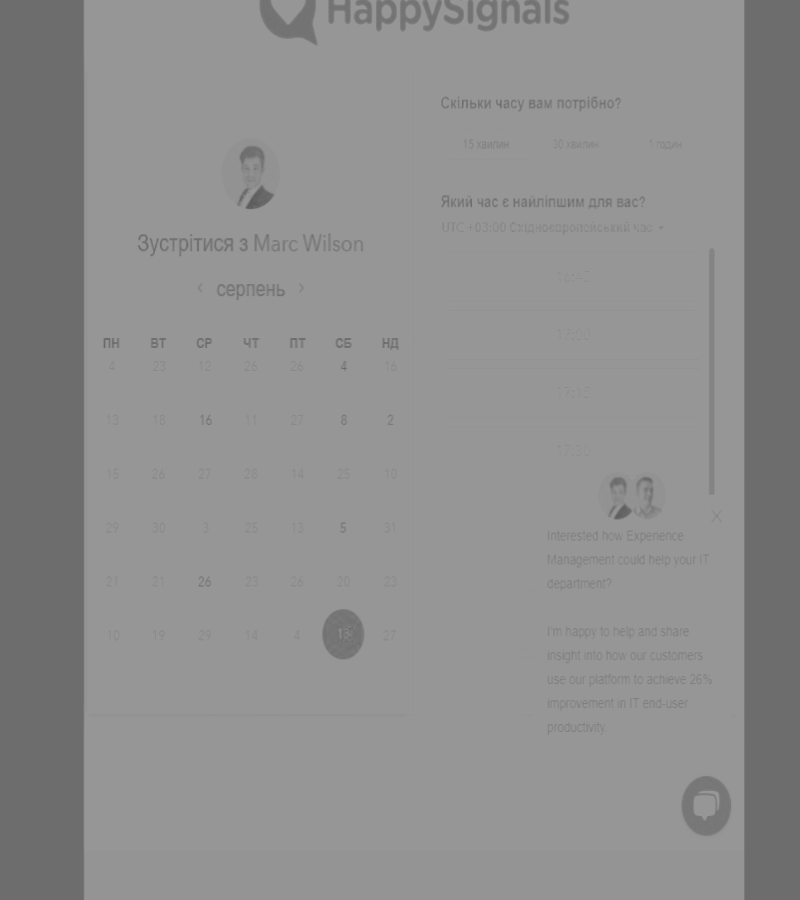 HappySignals
Зустрітися з Marc Wilson
‹ серпень ›
ПН ВТ СР ЧТ ПТ СБ НД
4 23 12 26 26 4 16
13 18 16 11 27 8 2
15 26 27 28 14 25 10
29 30 3 25 13 5 31
21 21 26 23 26 20 23
10 19 29 14 4 13 27
Скільки часу вам потрібно?
15 хвилин 30 хвилин 1 годин
Який час є найліпшим для вас?
UTC +03:00 Східноєвропейський час
16:45
17:00
17:15
17:30
X
Interested how Experience
Management could help your IT
department?
I'm happy to help and share
insight into how our customers
use our platform to achieve 26%
improvement in IT end-user
productivity.